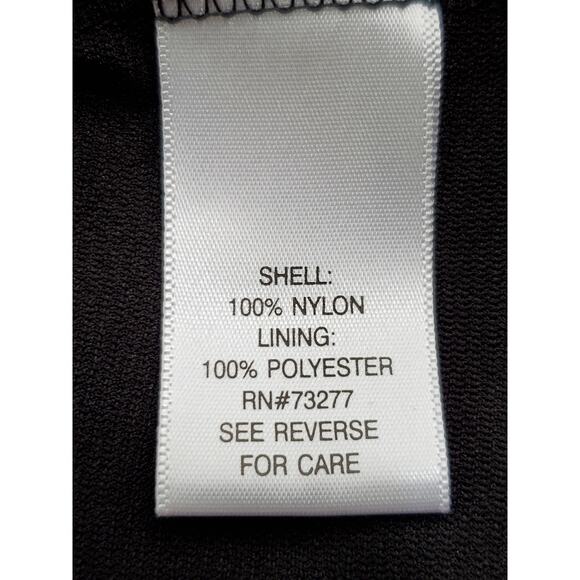 SHELL:
100% NYLON
LINING:
100% POLYESTER
RN#73277
SEE REVERSE
FOR CARE